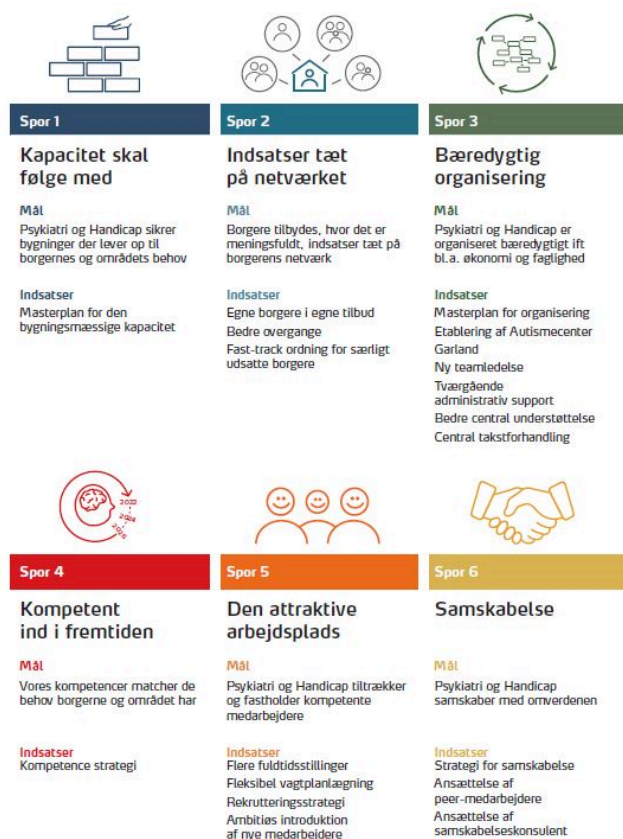 Spor 1
Kapacitet skal
følge med
Mål
Psykiatri og Handicap sikrer
bygninger der lever op til
borgernes og områdets behov
Indsatser
Masterplan for den
bygningsmæssige kapacitet
Spor 2
Indsatser tæt
på netværket
Mål
Borgere tilbydes, hvor det er
meningsfuldt, indsatser tæt på
borgerens netværk
Indsatser
Egne borgere i egne tilbud
Bedre overgange
Fast-track ordning for særligt
udsatte borgere
Spor 3
Bæredygtig
organisering
Mål
Psykiatri og Handicap er
organiseret bæredygtigt ift
bl.a. økonomi og faglighed
Indsatser
Masterplan for organisering
Etablering af Autismecenter
Garland
Ny teamledelse
Tværgående
administrativ support
Bedre central understøttelse
Central takstforhandling
2022
2024
2026
Spor 4
Kompetent
ind i fremtiden
Mål
Vores kompetencer matcher de
behov borgerne og området har
Indsatser
Kompetence strategi
Spor 5
Den attraktive
arbejdsplads
Mål
Psykiatri og Handicap tiltrækker
og fastholder kompetente
medarbejdere
Indsatser
Flere fuldtidsstillinger
Fleksibel vagtplanlægning
Rekrutteringsstrategi
Ambitiøs introduktion
af nye medarbejdere
Spor 6
Samskabelse
Mål
Psykiatri og Handicap
samskaber med omverdenen
Indsatser
Strategi for samskabelse
Ansættelse af
peer-medarbejdere
Ansættelse af
samskabelseskonsulent